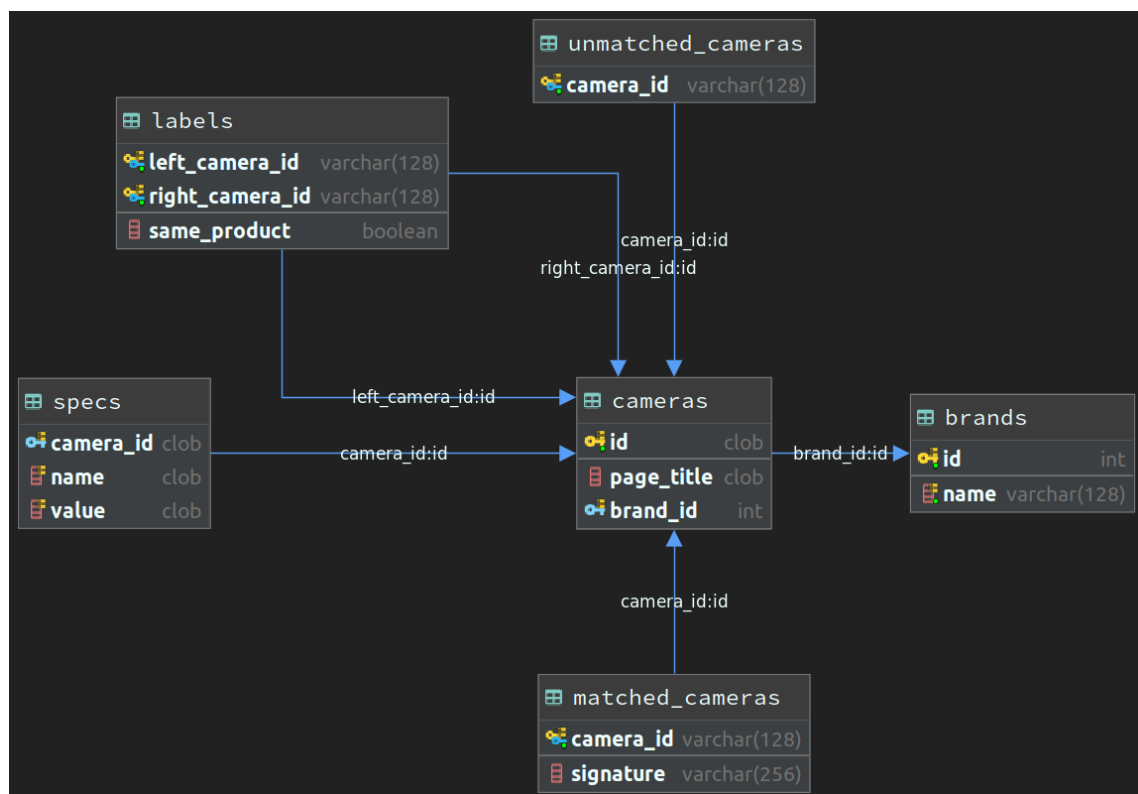 unmatched_cameras
camera_id varchar(128)
labels
left_camera_id varchar(128)
right_camera_id varchar(128)
same_product boolean
camera_id:id
right_camera_id:id
left_camera_id:id
specs
camera_id clob
name clob
value clob
camera_id:id
cameras
id clob
page_title clob
brand_id int
brand_id:id
brands
id int
name varchar(128)
camera_id:id
matched_cameras
camera_id varchar(128)
signature varchar(256)